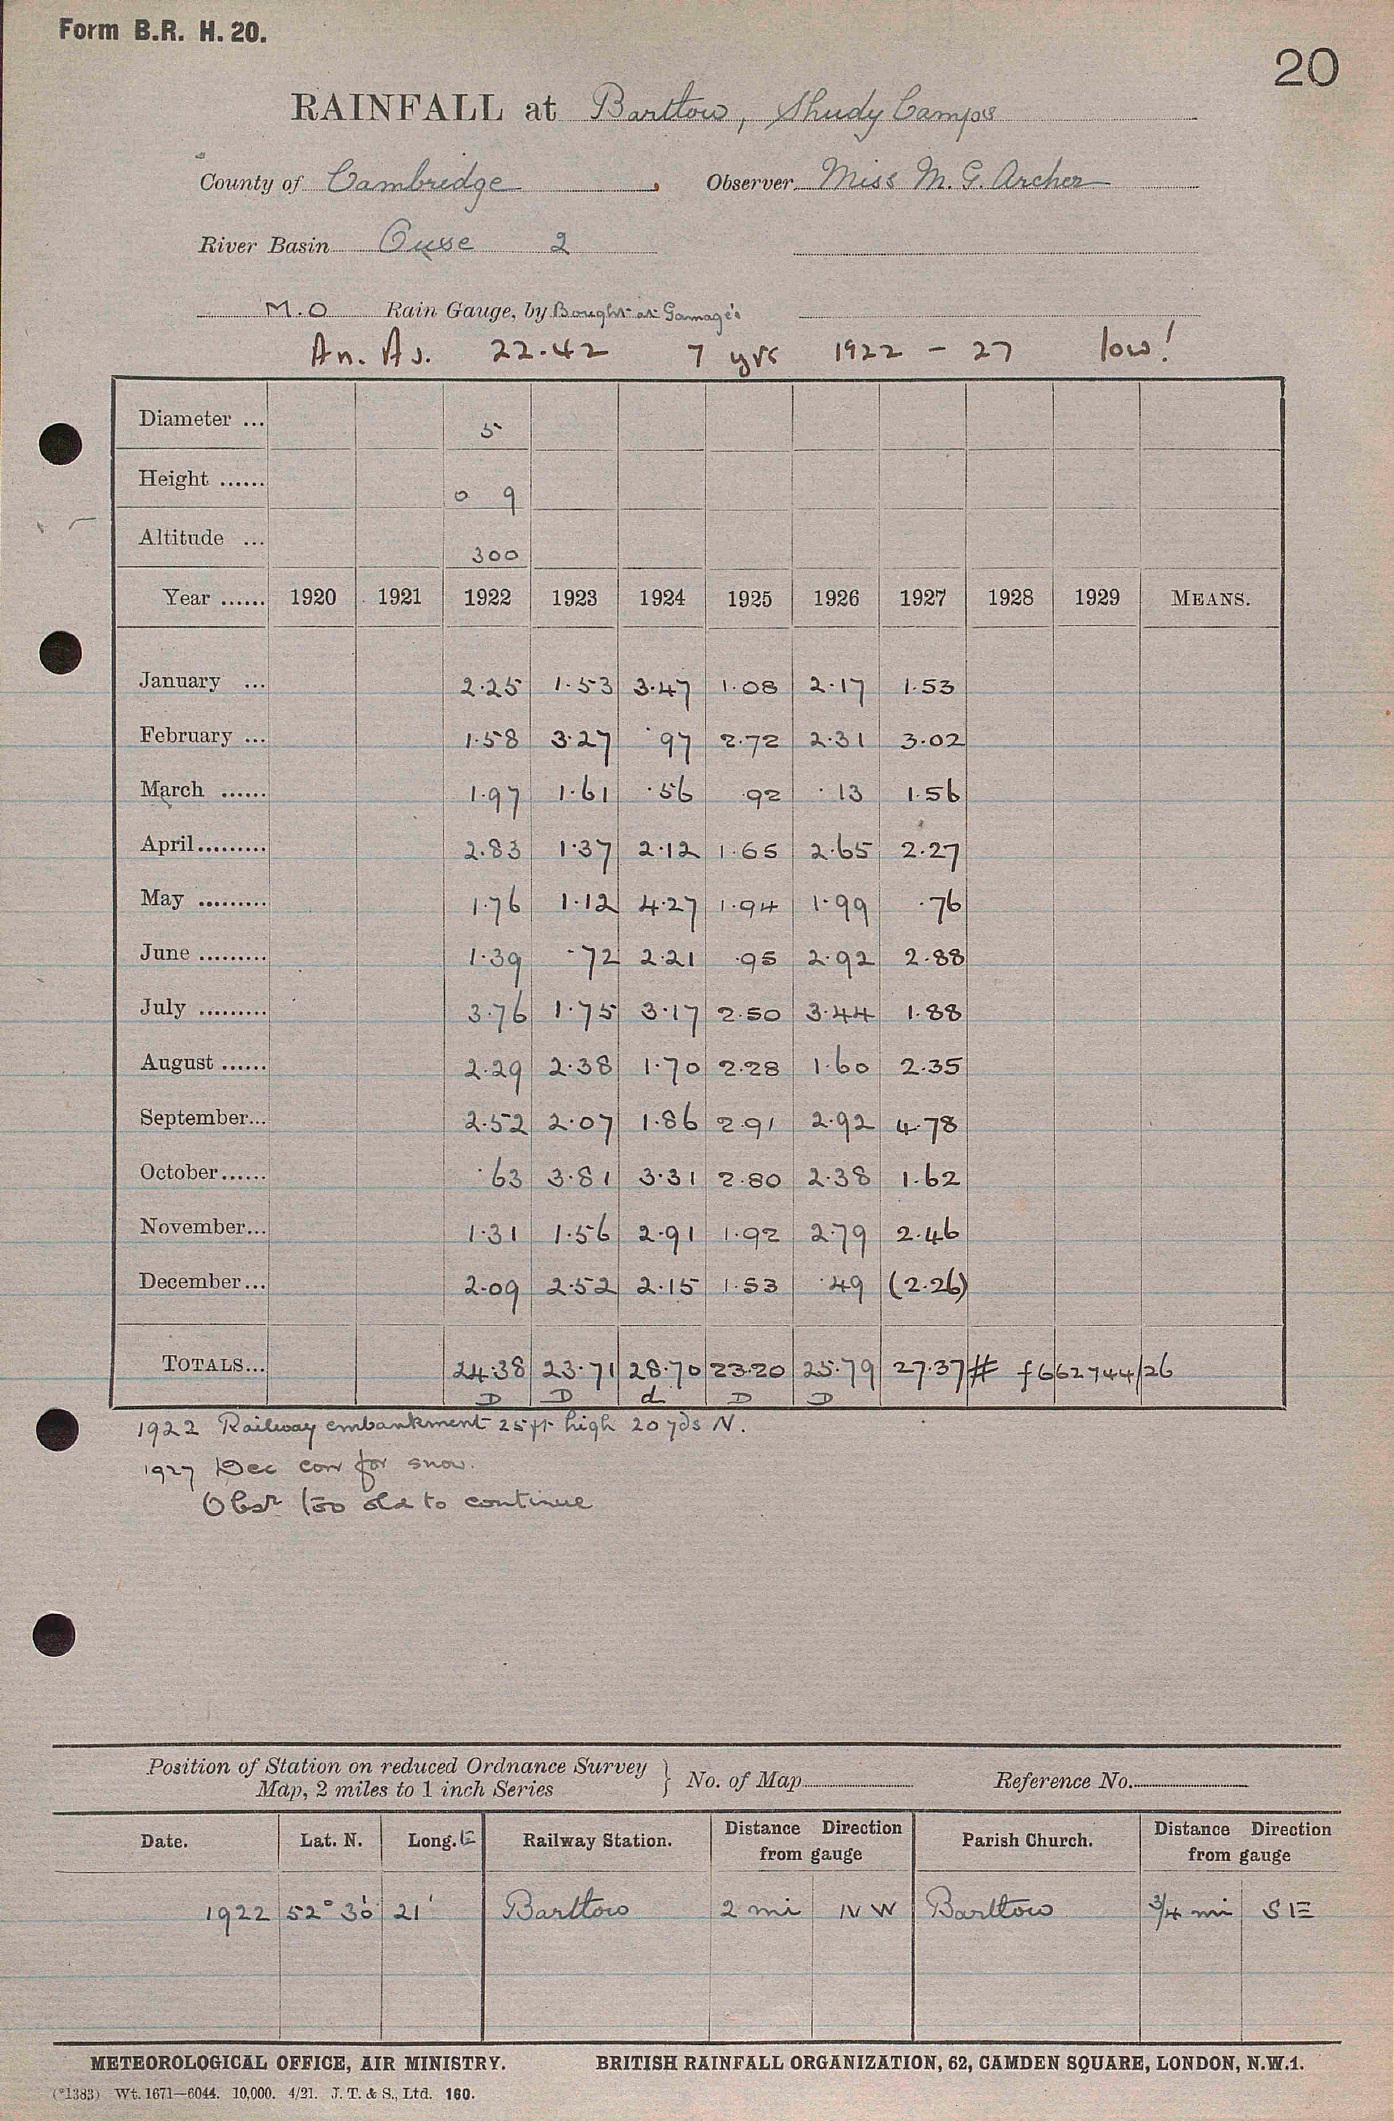 Form B.R. H. 20.
20
RAINFALL at Bartlow, Shudy Camps
County of Cambridge Observer Miss M. G. Archer
River Basin Ouse 2
M.O Rain Gauge, by Bought at Gamage's
An. Av. 22.42 7 yrs 1922 - 27 low!
Diameter ... 5
Height ...... 0 9
Altitude ... 300
Year ...... 1920 1921 1922 1923 1924 1925 1926 1927 1928 1929 MEANS.
January ... 2.25 1.53 3.47 1.08 2.17 1.53
February ... 1.58 3.27 .97 2.72 2.31 3.02
March ...... 1.97 1.61 .56 .92 .13 1.56
April......... 2.83 1.37 2.12 1.65 2.65 2.27
May ......... 1.76 1.12 4.27 1.94 1.99 .76
June ......... 1.39 .72 2.21 .95 2.92 2.88
July ......... 3.76 1.75 3.17 2.50 3.44 1.88
August ...... 2.29 2.38 1.70 2.28 1.60 2.35
September... 2.52 2.07 1.86 2.91 2.92 4.78
October...... .63 3.81 3.31 2.80 2.38 1.62
November... 1.31 1.56 2.91 1.92 2.79 2.46
December... 2.09 2.52 2.15 1.53 .49 (2.26)
TOTALS... 24.38 23.71 28.70 23.20 25.79 27.37 # f662744/26
D D d D D
1922 Railway embankment 25 ft high 20 yds N.
1927 Dec corr for snow.
Obsr too old to continue
Position of Station on reduced Ordnance Survey
Map, 2 miles to 1 inch Series } No. of Map Reference No.
Date. Lat. N. Long. E Railway Station. Distance Direction from gauge Parish Church. Distance Direction from gauge
1922 52° 30' 21' Bartlow 2 mi NW Bartlow 3/4 mi SE
METEOROLOGICAL OFFICE, AIR MINISTRY. BRITISH RAINFALL ORGANIZATION, 62, CAMDEN SQUARE, LONDON, N.W.1.
(*1383) Wt. 1671—6044. 10,000. 4/21. J. T. & S., Ltd. 160.